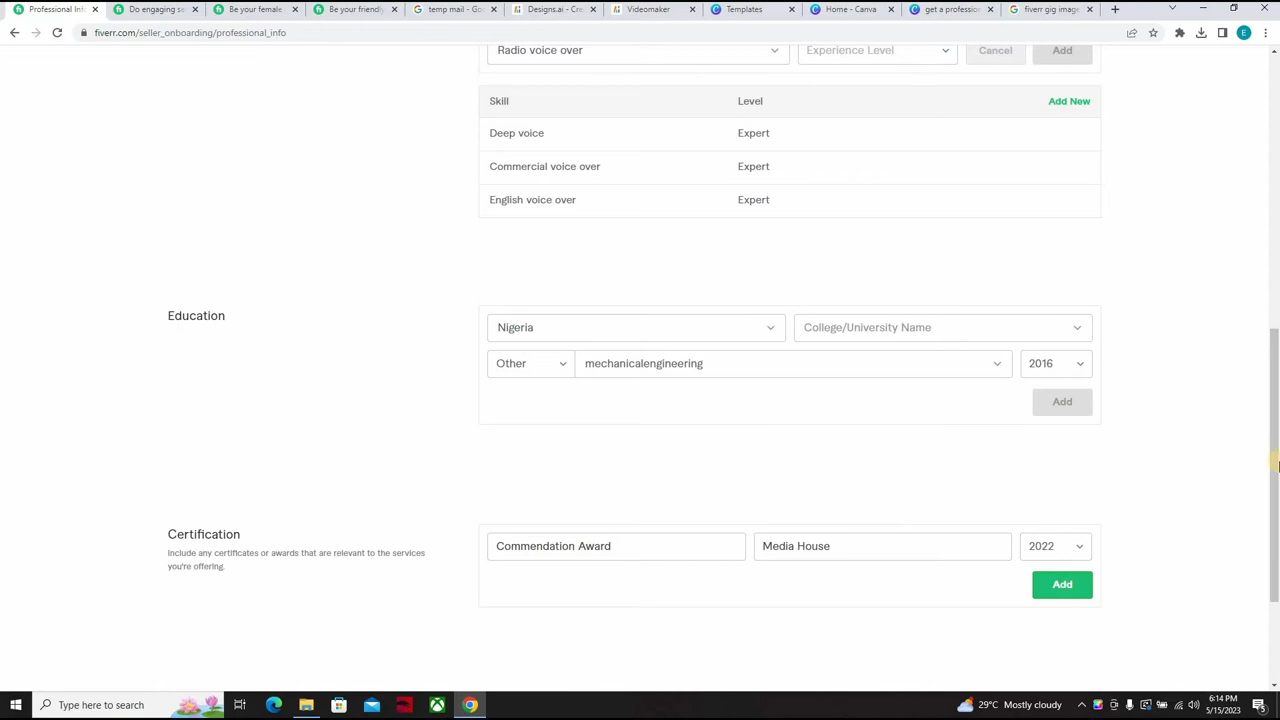 Professional Inf
Do engaging se
Be your female
Be your friendly
temp mail - Goo
Designs.ai - Cre
Videomaker
Templates
Home - Canva
get a profession
fiverr gig image
fiverr.com/seller_onboarding/professional_info
E
Radio voice over
Experience Level
Cancel
Add
Skill Level Add New
Deep voice Expert
Commercial voice over Expert
English voice over Expert
Education
Nigeria
College/University Name
Other
mechanicalengineering
2016
Add
Certification
Include any certificates or awards that are relevant to the services
you're offering.
Commendation Award
Media House
2022
Add
Type here to search
29°C Mostly cloudy
6:14 PM
5/15/2023